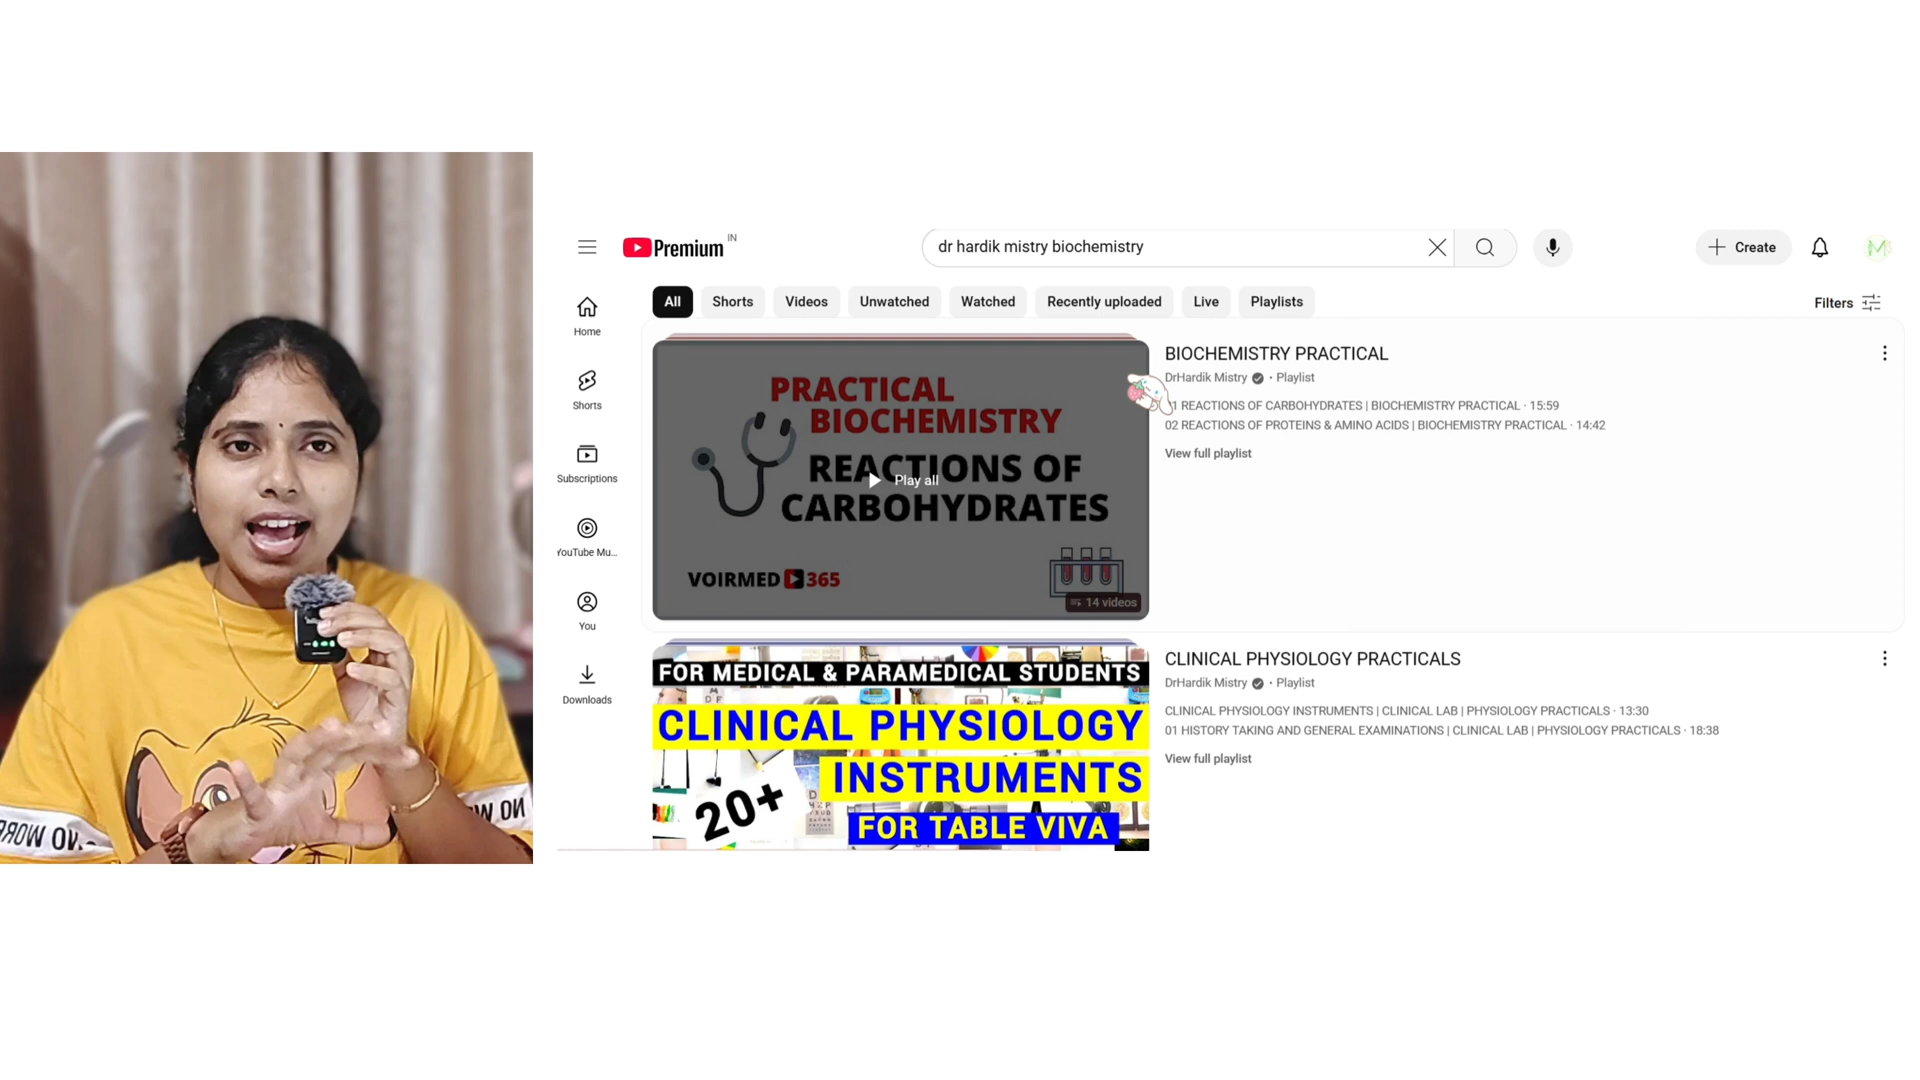 Premium IN
dr hardik mistry biochemistry
Create
All
Shorts
Videos
Unwatched
Watched
Recently uploaded
Live
Playlists
Filters
Home
Shorts
Subscriptions
YouTube Mu...
You
Downloads
PRACTICAL
BIOCHEMISTRY
REACTIONS OF
CARBOHYDRATES
Play all
VOIRMED 365
14 videos
BIOCHEMISTRY PRACTICAL
DrHardik Mistry • Playlist
1 REACTIONS OF CARBOHYDRATES | BIOCHEMISTRY PRACTICAL · 15:59
02 REACTIONS OF PROTEINS & AMINO ACIDS | BIOCHEMISTRY PRACTICAL · 14:42
View full playlist
FOR MEDICAL & PARAMEDICAL STUDENTS
CLINICAL PHYSIOLOGY
INSTRUMENTS
20+
FOR TABLE VIVA
CLINICAL PHYSIOLOGY PRACTICALS
DrHardik Mistry • Playlist
CLINICAL PHYSIOLOGY INSTRUMENTS | CLINICAL LAB | PHYSIOLOGY PRACTICALS · 13:30
01 HISTORY TAKING AND GENERAL EXAMINATIONS | CLINICAL LAB | PHYSIOLOGY PRACTICALS · 18:38
View full playlist